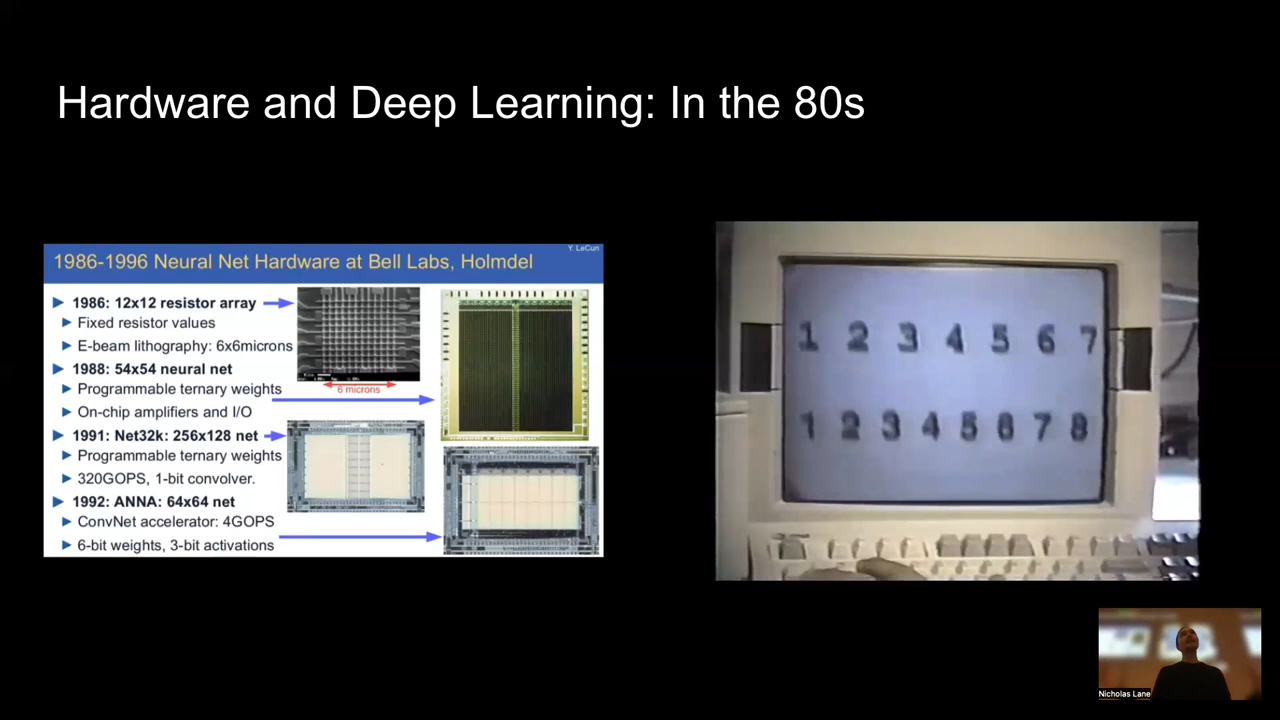 Hardware and Deep Learning: In the 80s
Y. LeCun
1986-1996 Neural Net Hardware at Bell Labs, Holmdel
1986: 12x12 resistor array
Fixed resistor values
E-beam lithography: 6x6microns
6 microns
1988: 54x54 neural net
Programmable ternary weights
On-chip amplifiers and I/O
1991: Net32k: 256x128 net
Programmable ternary weights
320GOPS, 1-bit convolver.
1992: ANNA: 64x64 net
ConvNet accelerator: 4GOPS
6-bit weights, 3-bit activations
1 2 3 4 5 6 7
1 2 3 4 5 6 7 8
Nicholas Lane